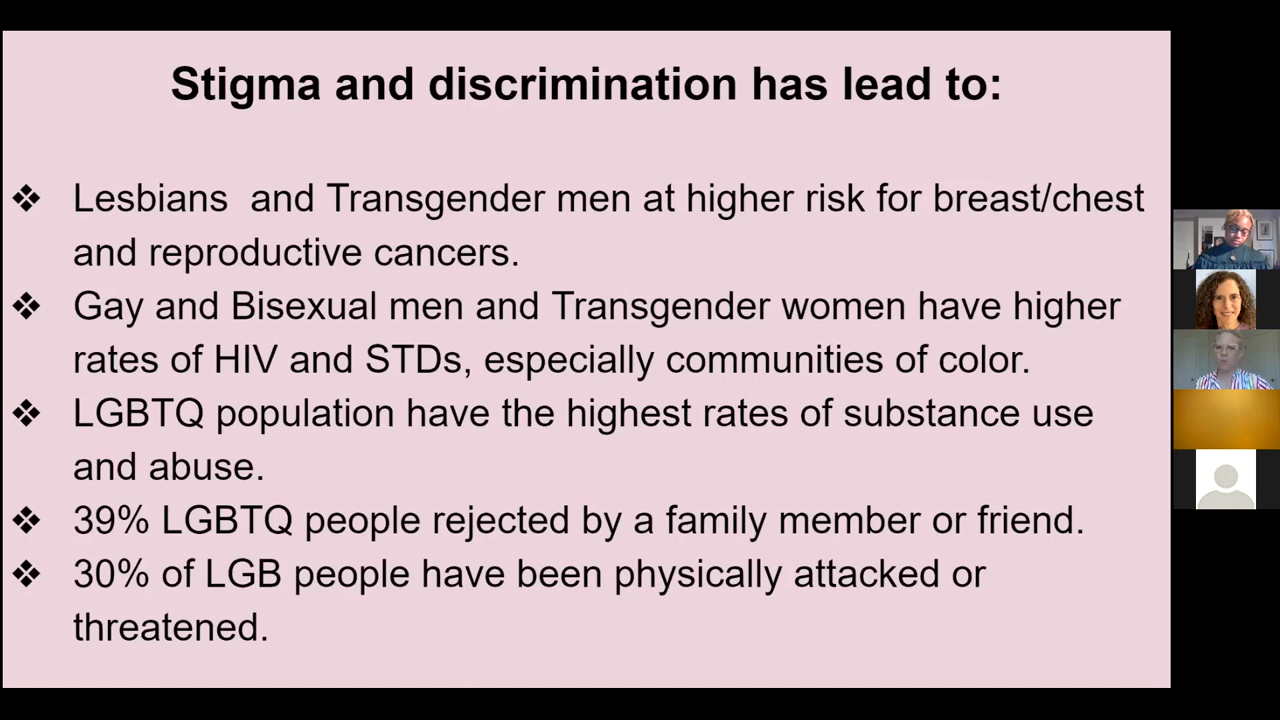 Stigma and discrimination has lead to:
❖ Lesbians  and Transgender men at higher risk for breast/chest
and reproductive cancers.
❖ Gay and Bisexual men and Transgender women have higher
rates of HIV and STDs, especially communities of color.
❖ LGBTQ population have the highest rates of substance use
and abuse.
❖ 39% LGBTQ people rejected by a family member or friend.
❖ 30% of LGB people have been physically attacked or
threatened.